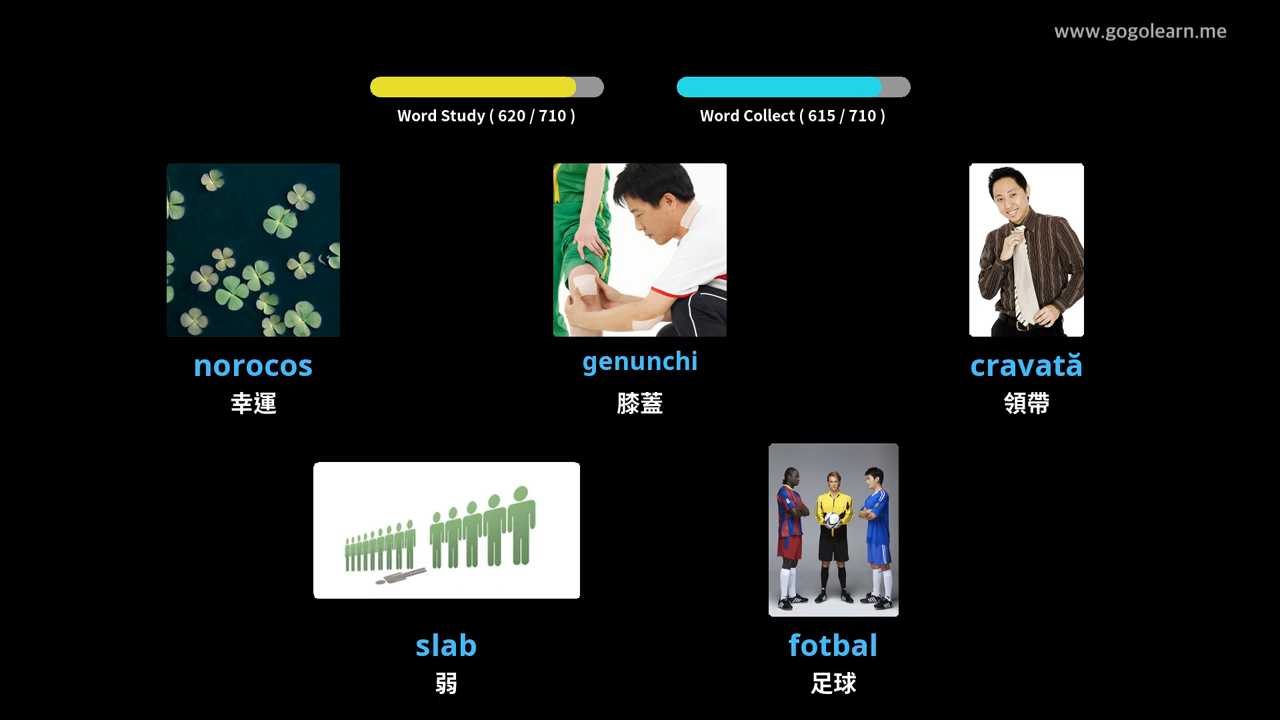 www.gogolearn.me
Word Study ( 620 / 710 )
Word Collect ( 615 / 710 )
norocos
幸運
genunchi
膝蓋
cravată
領帶
slab
弱
fotbal
足球